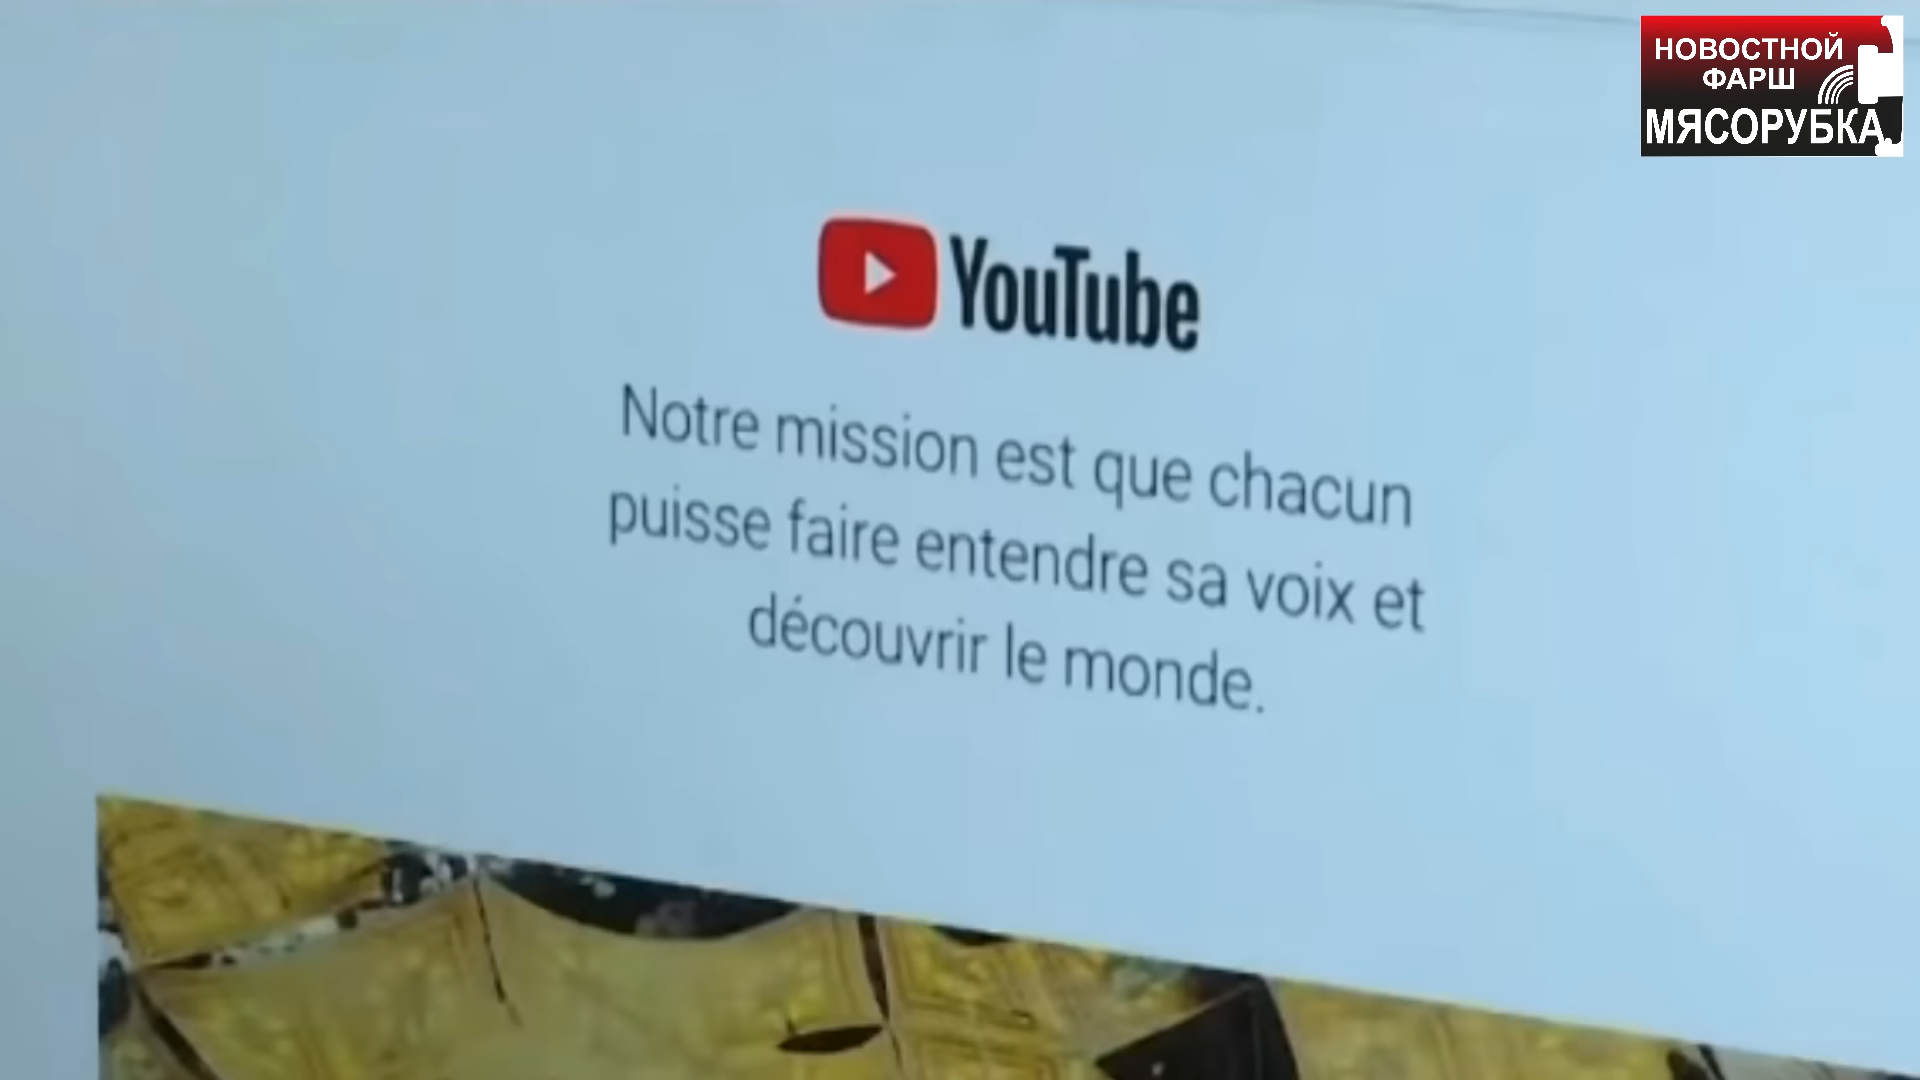 НОВОСТНОЙ
ФАРШ
МЯСОРУБКА
YouTube
Notre mission est que chacun
puisse faire entendre sa voix et
découvrir le monde.